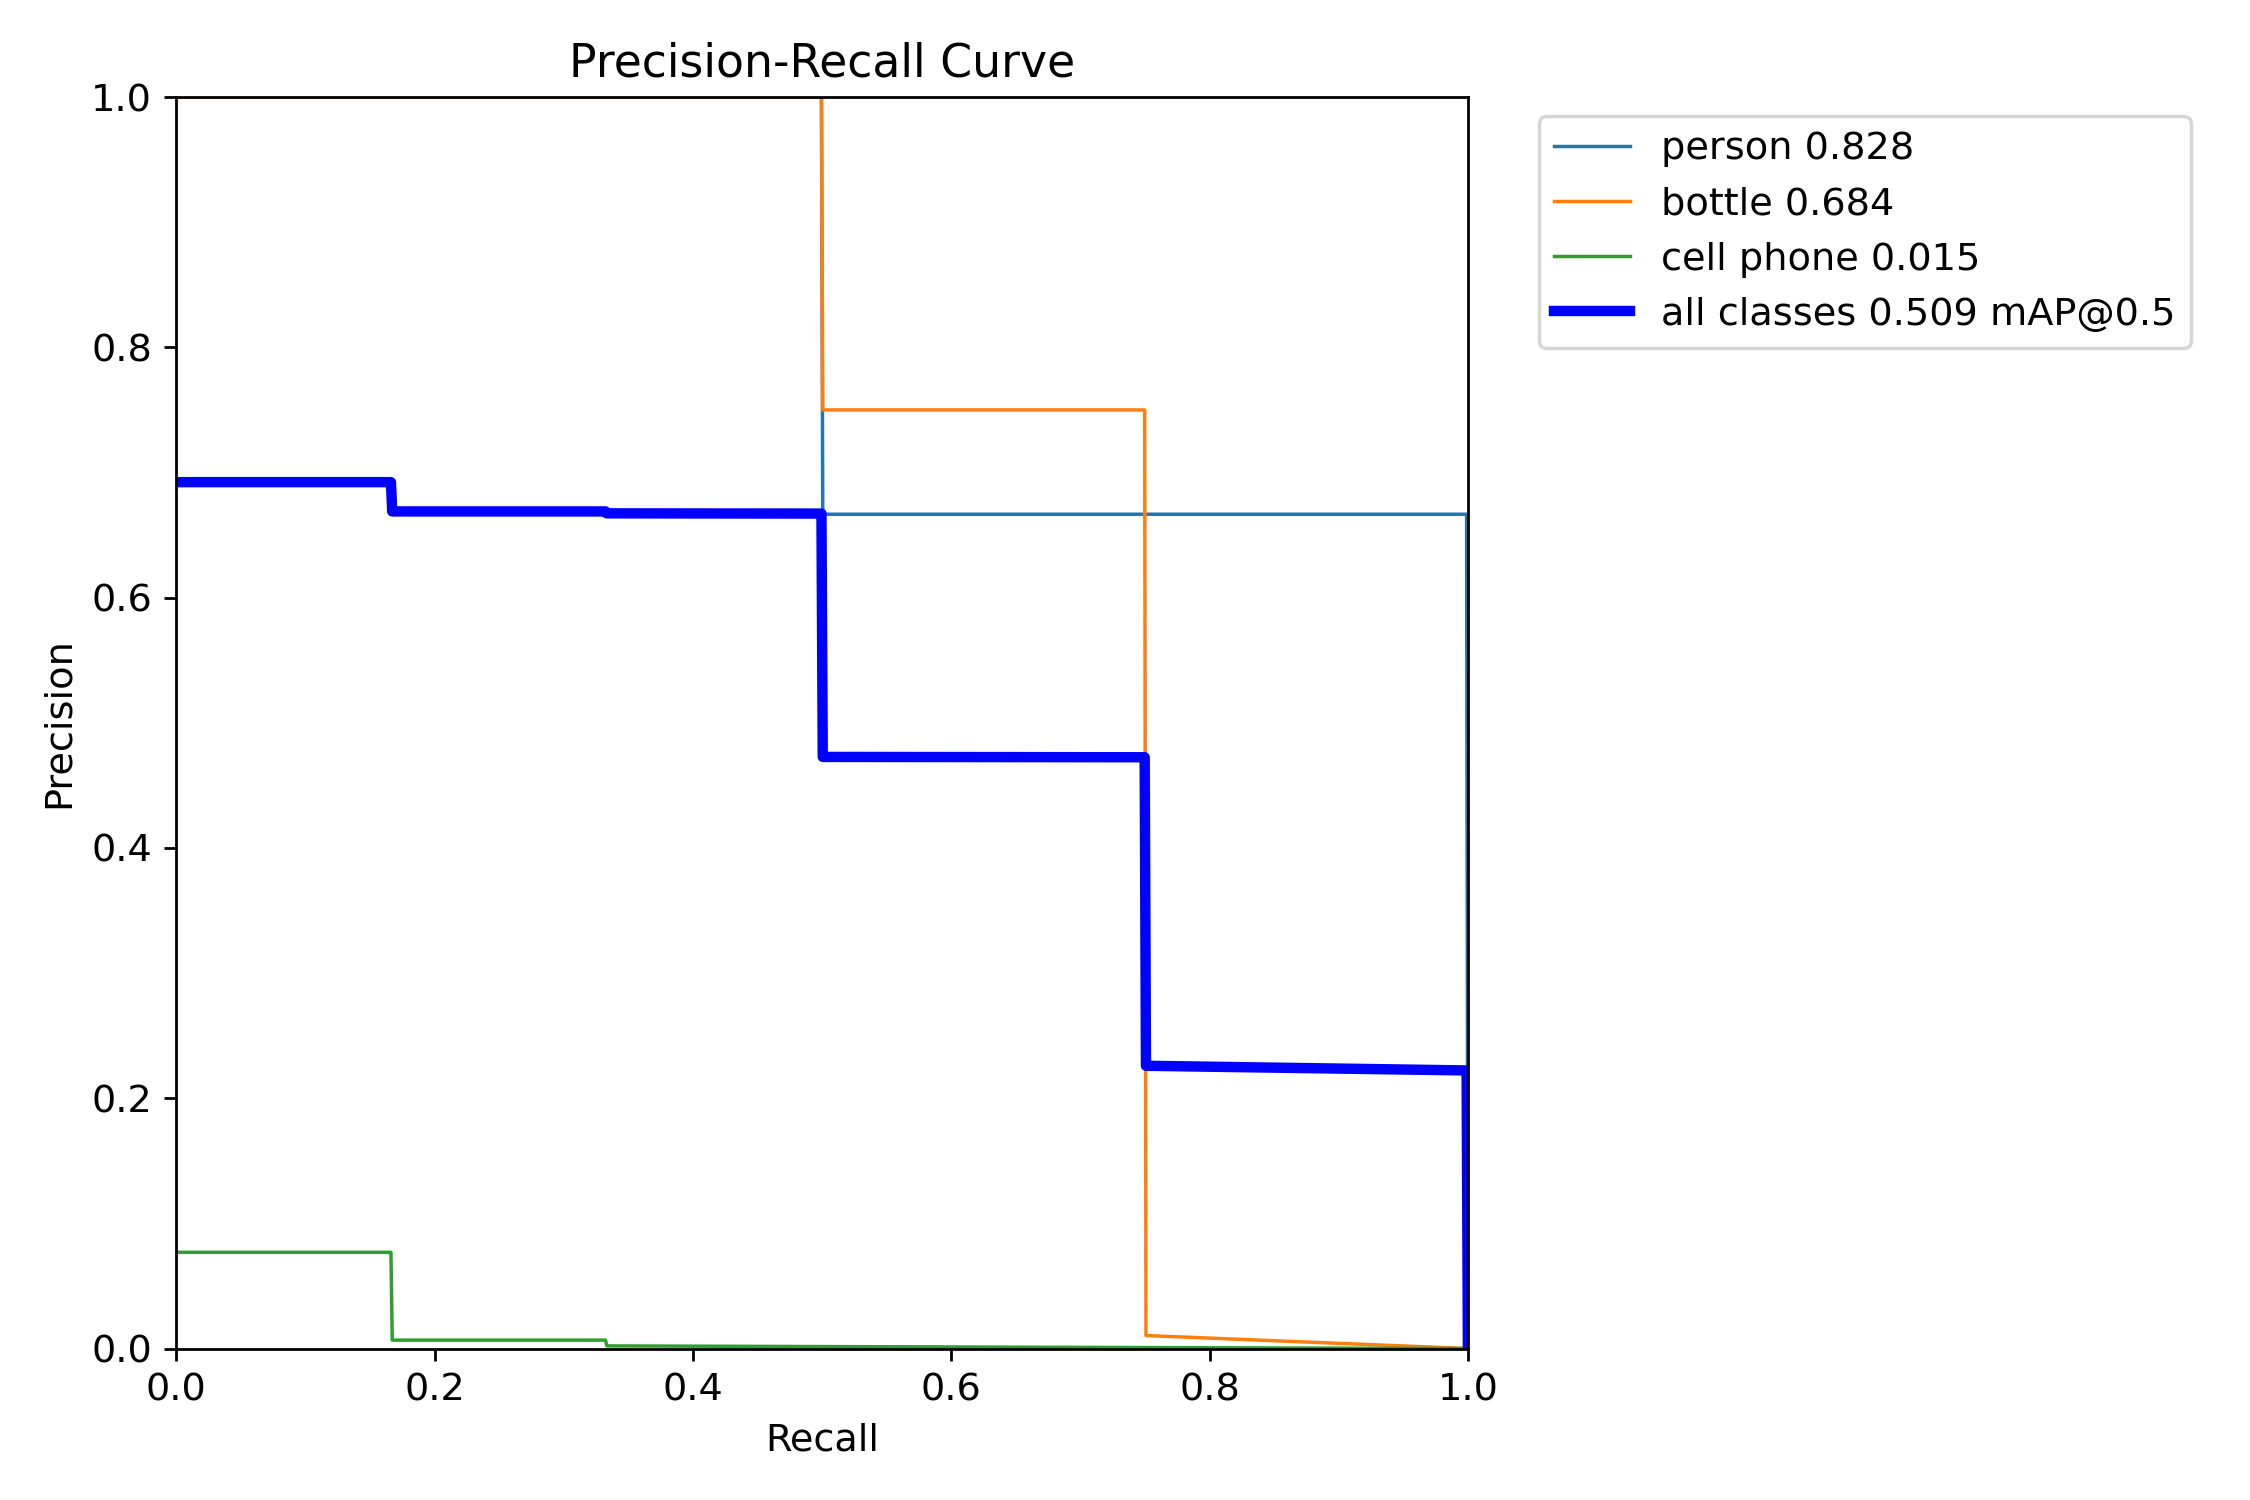 Precision-Recall Curve
1.0
0.8
0.6
0.4
0.2
0.0
Precision
0.0 0.2 0.4 0.6 0.8 1.0
Recall
person 0.828
bottle 0.684
cell phone 0.015
all classes 0.509 mAP@0.5